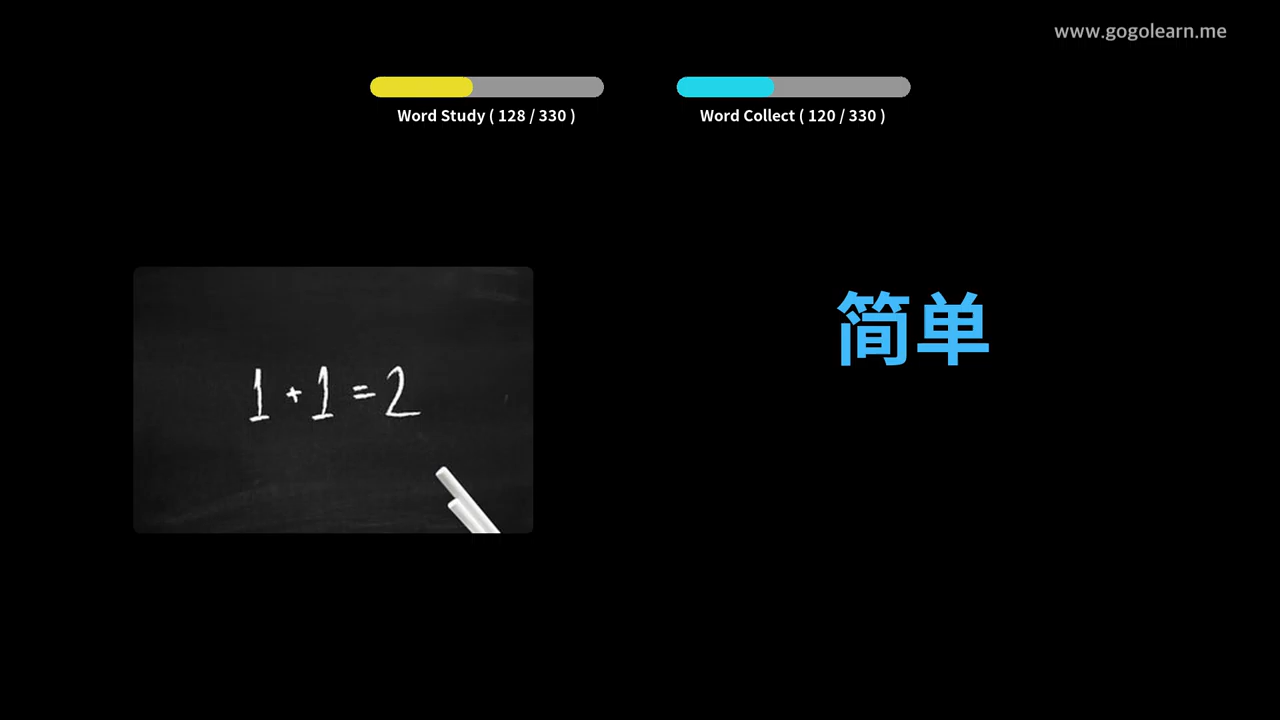 www.gogolearn.me
Word Study ( 128 / 330 )
Word Collect ( 120 / 330 )
简单
1 + 1 = 2